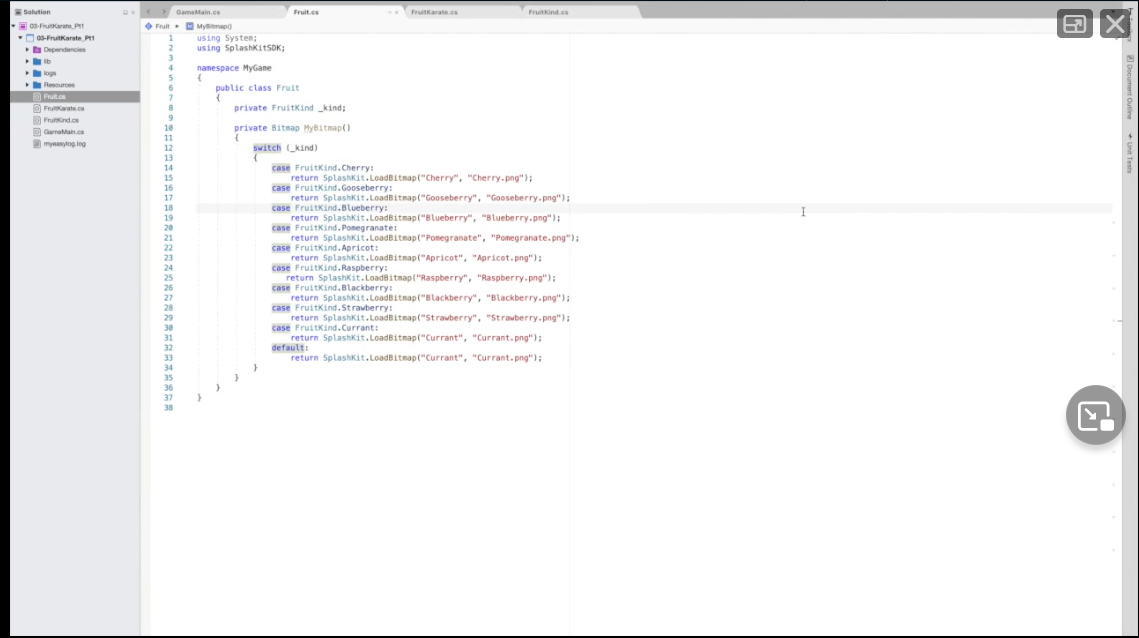 Solution
03-FruitKarate_Pt1
03-FruitKarate_Pt1
Dependencies
lib
logs
Resources
Fruit.cs
FruitKarate.cs
FruitKind.cs
GameMain.cs
myeasylog.log
GameMain.cs
Fruit.cs
FruitKarate.cs
FruitKind.cs
Fruit
MyBitmap()
1 using System;
2 using SplashKitSDK;
3
4 namespace MyGame
5 {
6 public class Fruit
7 {
8 private FruitKind _kind;
9
10 private Bitmap MyBitmap()
11 {
12 switch (_kind)
13 {
14 case FruitKind.Cherry:
15 return SplashKit.LoadBitmap("Cherry", "Cherry.png");
16 case FruitKind.Gooseberry:
17 return SplashKit.LoadBitmap("Gooseberry", "Gooseberry.png");
18 case FruitKind.Blueberry:
19 return SplashKit.LoadBitmap("Blueberry", "Blueberry.png");
20 case FruitKind.Pomegranate:
21 return SplashKit.LoadBitmap("Pomegranate", "Pomegranate.png");
22 case FruitKind.Apricot:
23 return SplashKit.LoadBitmap("Apricot", "Apricot.png");
24 case FruitKind.Raspberry:
25 return SplashKit.LoadBitmap("Raspberry", "Raspberry.png");
26 case FruitKind.Blackberry:
27 return SplashKit.LoadBitmap("Blackberry", "Blackberry.png");
28 case FruitKind.Strawberry:
29 return SplashKit.LoadBitmap("Strawberry", "Strawberry.png");
30 case FruitKind.Currant:
31 return SplashKit.LoadBitmap("Currant", "Currant.png");
32 default:
33 return SplashKit.LoadBitmap("Currant", "Currant.png");
34 }
35 }
36 }
37 }
38
Document Outline
Unit Tests